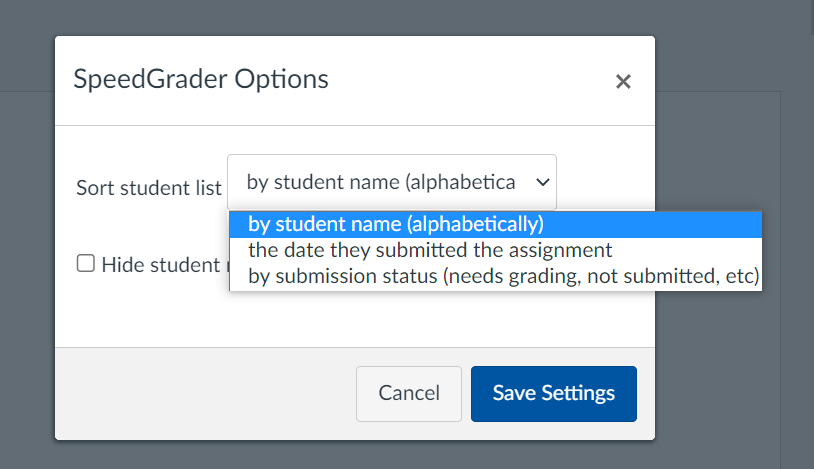 SpeedGrader Options
×
Sort student list
by student name (alphabetica
by student name (alphabetically)
the date they submitted the assignment
by submission status (needs grading, not submitted, etc)
Hide student
Cancel
Save Settings